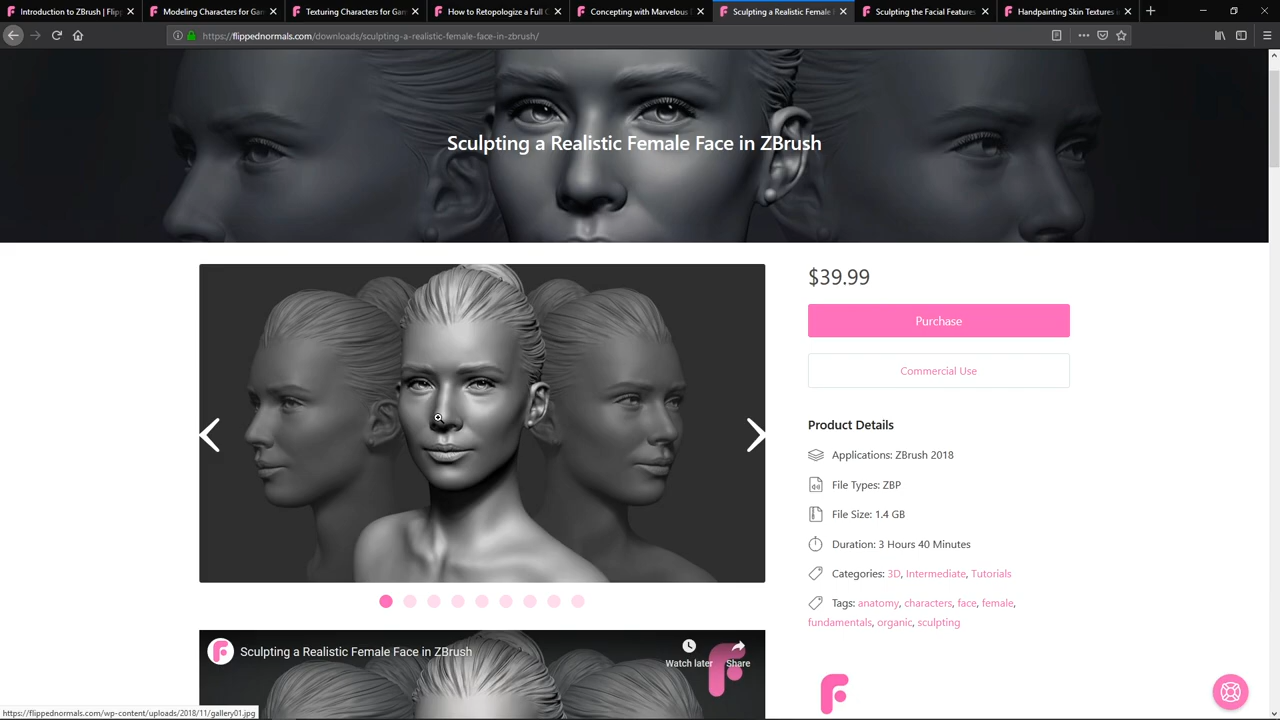 Introduction to ZBrush | Flipp
Modeling Characters for Gam
Texturing Characters for Gam
How to Retopologize a Full C
Concepting with Marvelous D
Sculpting a Realistic Female F
Sculpting the Facial Features
Handpainting Skin Textures i
https://flippednormals.com/downloads/sculpting-a-realistic-female-face-in-zbrush/
Sculpting a Realistic Female Face in ZBrush
$39.99
Purchase
Commercial Use
Product Details
Applications: ZBrush 2018
File Types: ZBP
File Size: 1.4 GB
Duration: 3 Hours 40 Minutes
Categories: 3D, Intermediate, Tutorials
Tags: anatomy, characters, face, female,
fundamentals, organic, sculpting
Sculpting a Realistic Female Face in ZBrush
Watch later
Share
https://flippednormals.com/wp-content/uploads/2018/11/gallery01.jpg